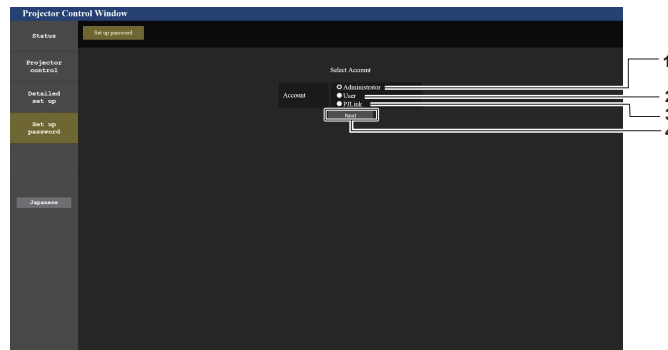 Projector Control Window
Status
Set up password
Projector
control
Select Account
1
Administrator
Detailed
set up
Account
User
2
PJLink
3
Next
4
Set up
password
Japanese